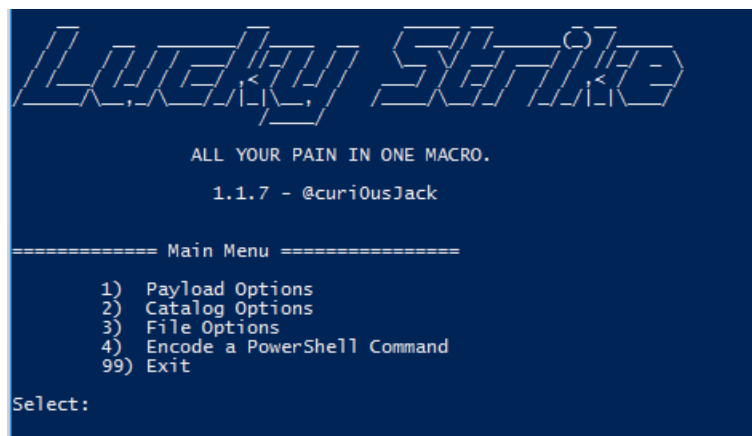 Lucky Strike
ALL YOUR PAIN IN ONE MACRO.
1.1.7 - @curi0usJack
============= Main Menu ================
1) Payload Options
2) Catalog Options
3) File Options
4) Encode a PowerShell Command
99) Exit
Select: